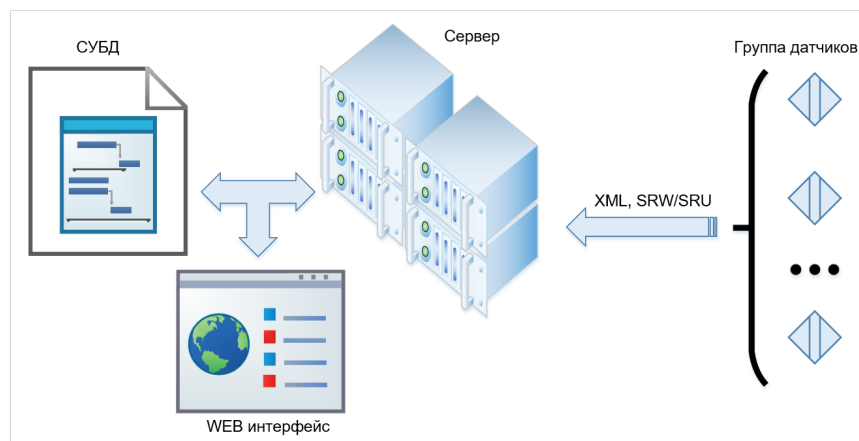 СУБД
Сервер
Группа датчиков
XML, SRW/SRU
WEB интерфейс